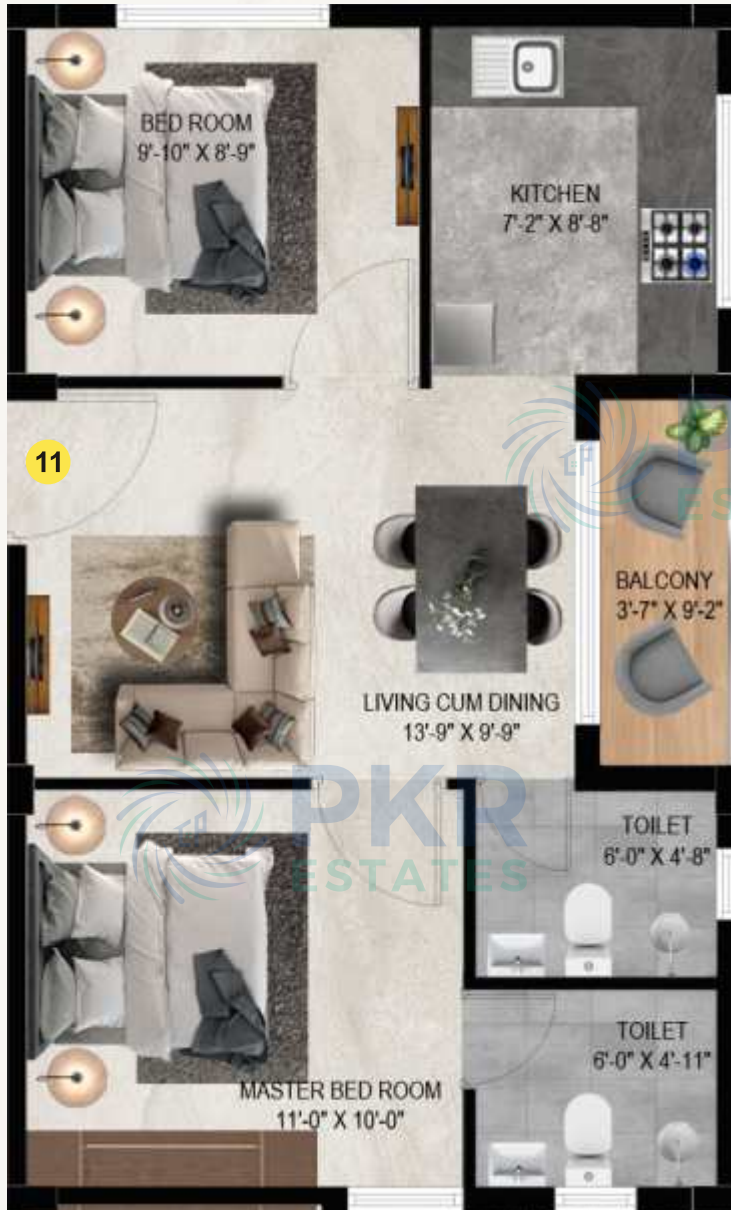 BED ROOM
9'-10" X 8'-9"
KITCHEN
7'-2" X 8'-8"
11
BALCONY
3'-7" X 9'-2"
LIVING CUM DINING
13'-9" X 9'-9"
PKR
ESTATES
TOILET
6'-0" X 4'-8"
TOILET
6'-0" X 4'-11"
MASTER BED ROOM
11'-0" X 10'-0"
P
ES